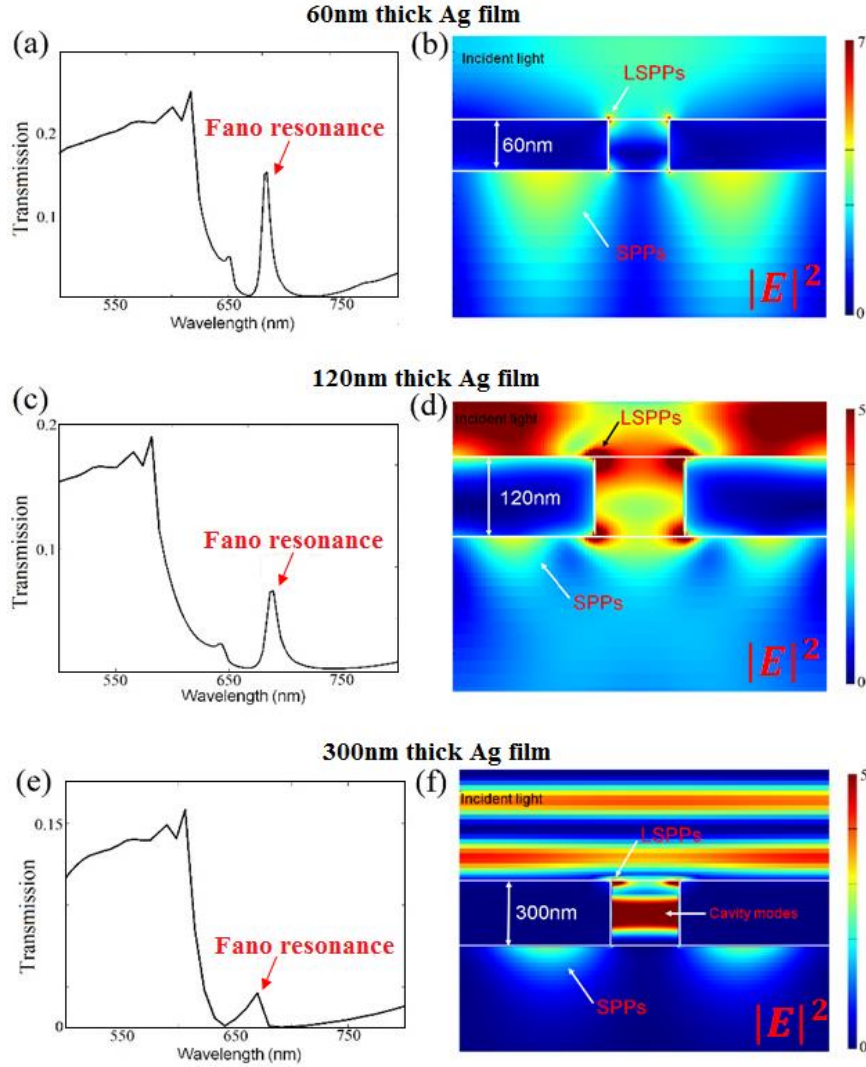 60nm thick Ag film
(a)
Fano resonance
0.2
0.1
Transmission
550
650
750
Wavelength (nm)
(b)
7
Incident light
LSPPs
60nm
SPPs
|E|²
0
120nm thick Ag film
(c)
0.2
Fano resonance
0.1
Transmission
550
650
750
Wavelength (nm)
(d)
5
Incident light
LSPPs
120nm
SPPs
|E|²
0
300nm thick Ag film
(e)
0.15
Fano resonance
Transmission
0
550
650
750
Wavelength (nm)
(f)
5
Incident light
LSPPs
300nm
Cavity modes
SPPs
|E|²
0